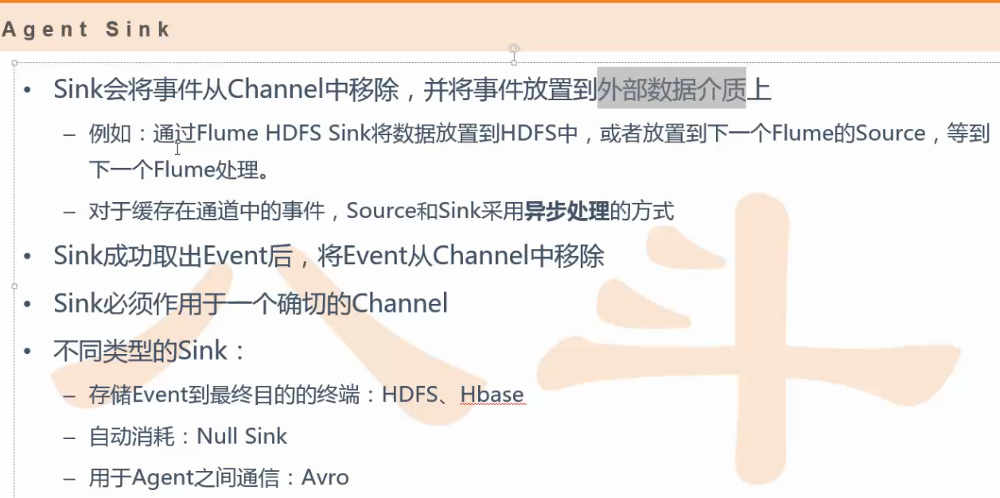 Agent Sink
• Sink会将事件从Channel中移除，并将事件放置到外部数据介质上
– 例如：通过Flume HDFS Sink将数据放置到HDFS中，或者放置到下一个Flume的Source，等到
下一个Flume处理。
– 对于缓存在通道中的事件，Source和Sink采用异步处理的方式
• Sink成功取出Event后，将Event从Channel中移除
• Sink必须作用于一个确切的Channel
• 不同类型的Sink：
– 存储Event到最终目的的终端：HDFS、Hbase
– 自动消耗：Null Sink
– 用于Agent之间通信：Avro
八斗